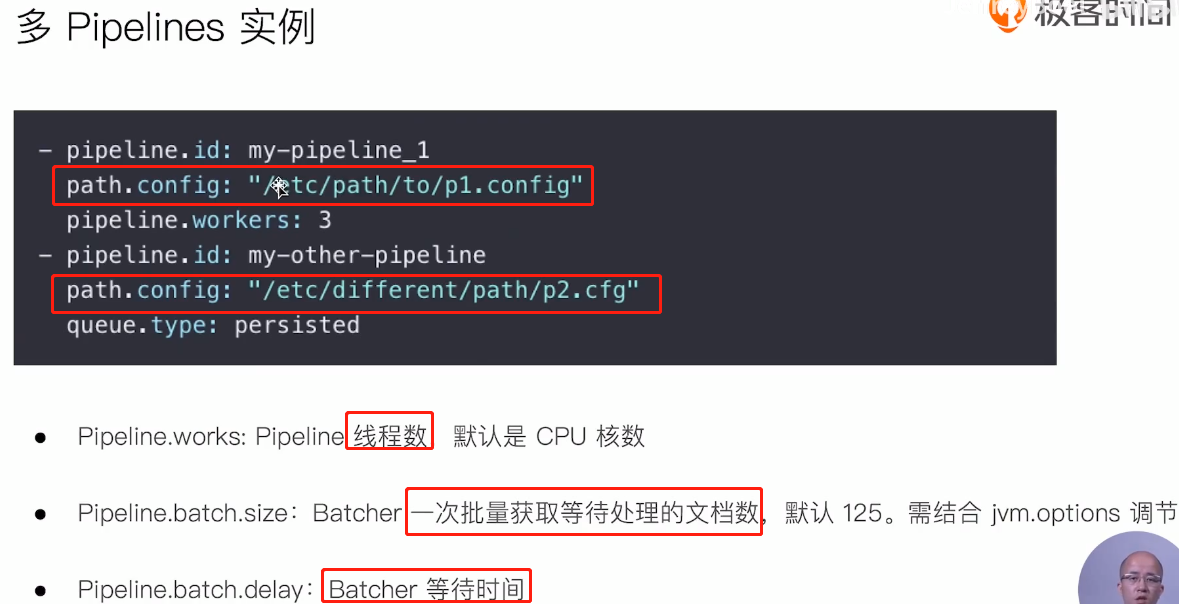 多 Pipelines 实例
极客时间
- pipeline.id: my-pipeline_1
path.config: "/etc/path/to/p1.config"
pipeline.workers: 3
- pipeline.id: my-other-pipeline
path.config: "/etc/different/path/p2.cfg"
queue.type: persisted
● Pipeline.works: Pipeline 线程数 默认是 CPU 核数
● Pipeline.batch.size：Batcher 一次批量获取等待处理的文档数，默认 125。需结合 jvm.options 调节
● Pipeline.batch.delay：Batcher 等待时间